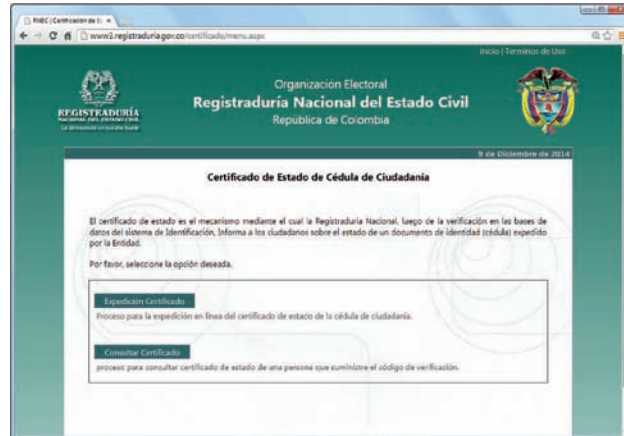 RNEC | Certificación de E
www2.registraduria.gov.co/certificado/menu.aspx
Inicio | Terminos de Uso
REGISTRADURÍA
NACIONAL DEL ESTADO CIVIL
Organización Electoral
Registraduría Nacional del Estado Civil
República de Colombia
9 de Diciembre de 2014
Certificado de Estado de Cédula de Ciudadanía
El certificado de estado es el mecanismo mediante el cual la Registraduría Nacional, luego de la verificación en las bases de
datos del sistema de Identificación, Informa a los ciudadanos sobre el estado de un documento de identidad (cédula) expedido
por la Entidad.
Por favor, seleccione la opción deseada.
Expedición Certificado
Proceso para la expedición en línea del certificado de estado de la cédula de ciudadanía.
Consultar Certificado
proceso para consultar certificado de estado de una persona que suministre el código de verificación.